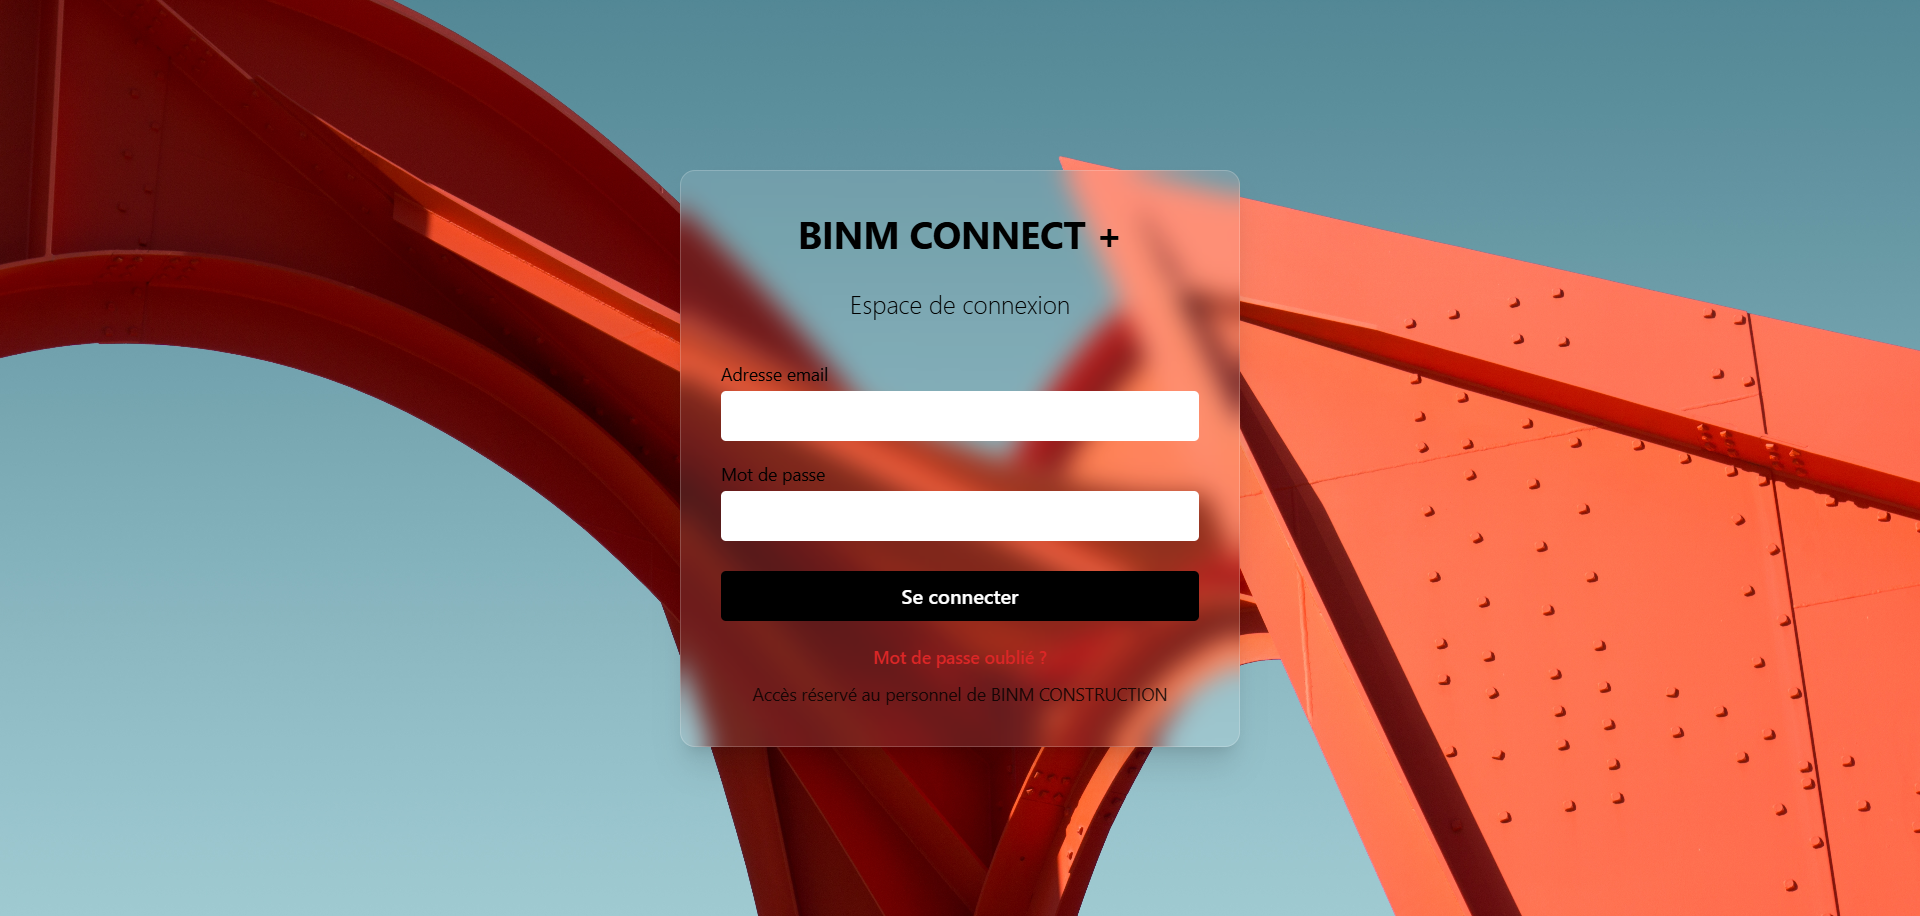 BINM CONNECT +
Espace de connexion
Adresse email
Mot de passe
Se connecter
Mot de passe oublié ?
Accès réservé au personnel de BINM CONSTRUCTION